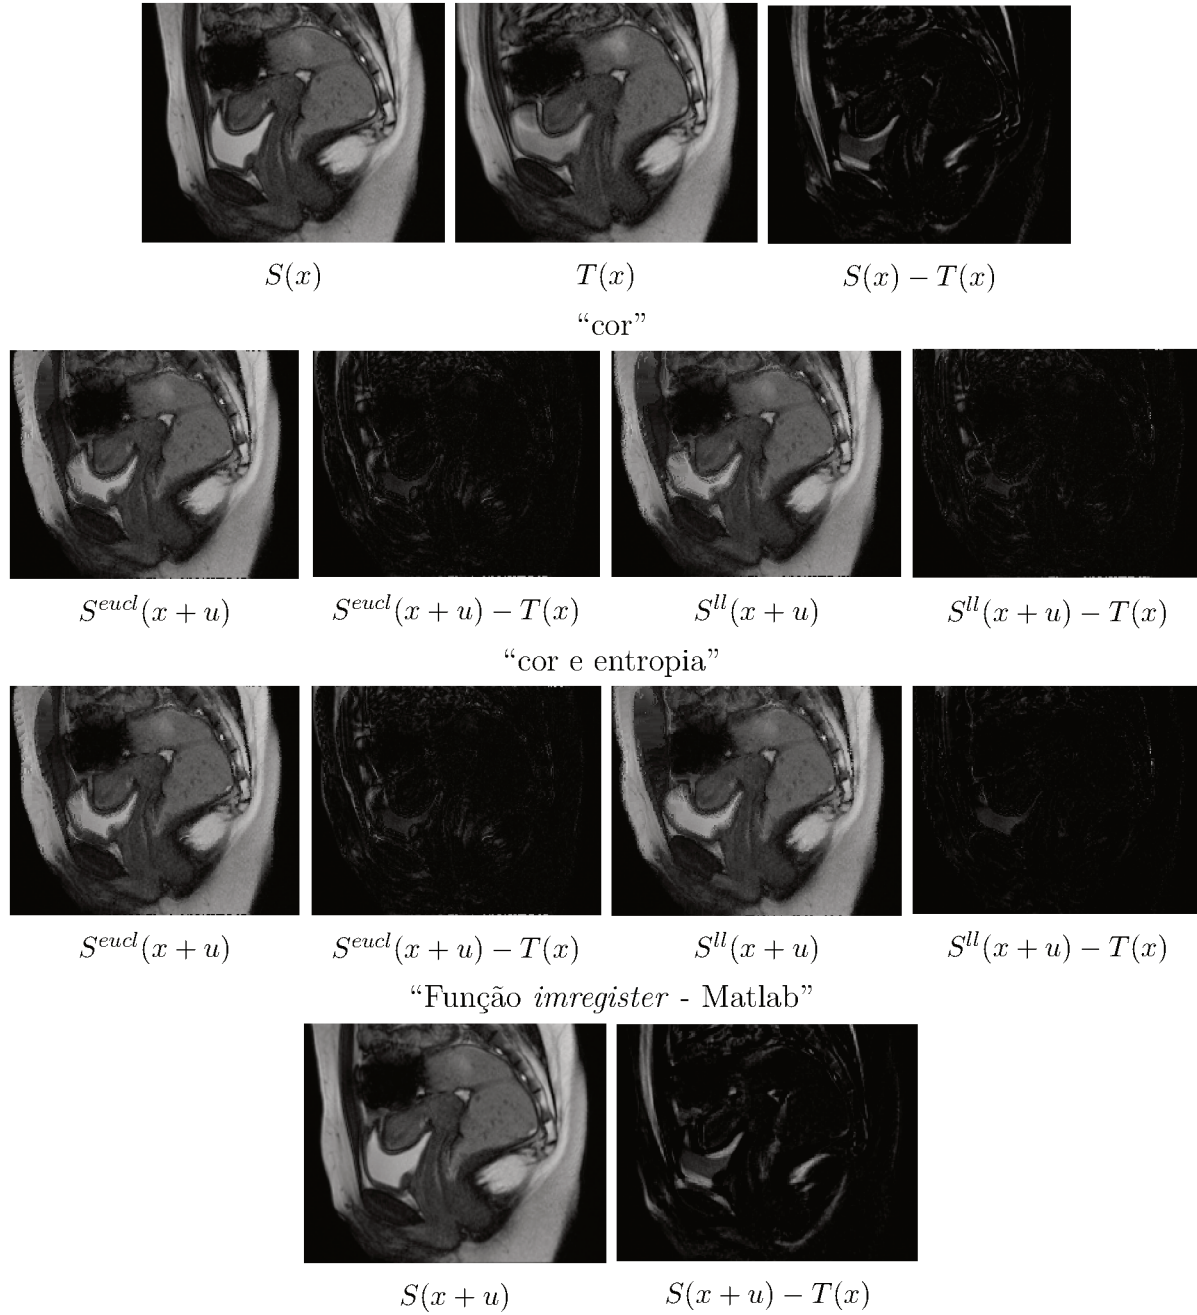 S(x) T(x) S(x) − T(x)
“cor”
S^{eucl}(x + u) S^{eucl}(x + u) − T(x) S^{ll}(x + u) S^{ll}(x + u) − T(x)
“cor e entropia”
S^{eucl}(x + u) S^{eucl}(x + u) − T(x) S^{ll}(x + u) S^{ll}(x + u) − T(x)
“Função imregister - Matlab”
S(x + u) S(x + u) − T(x)